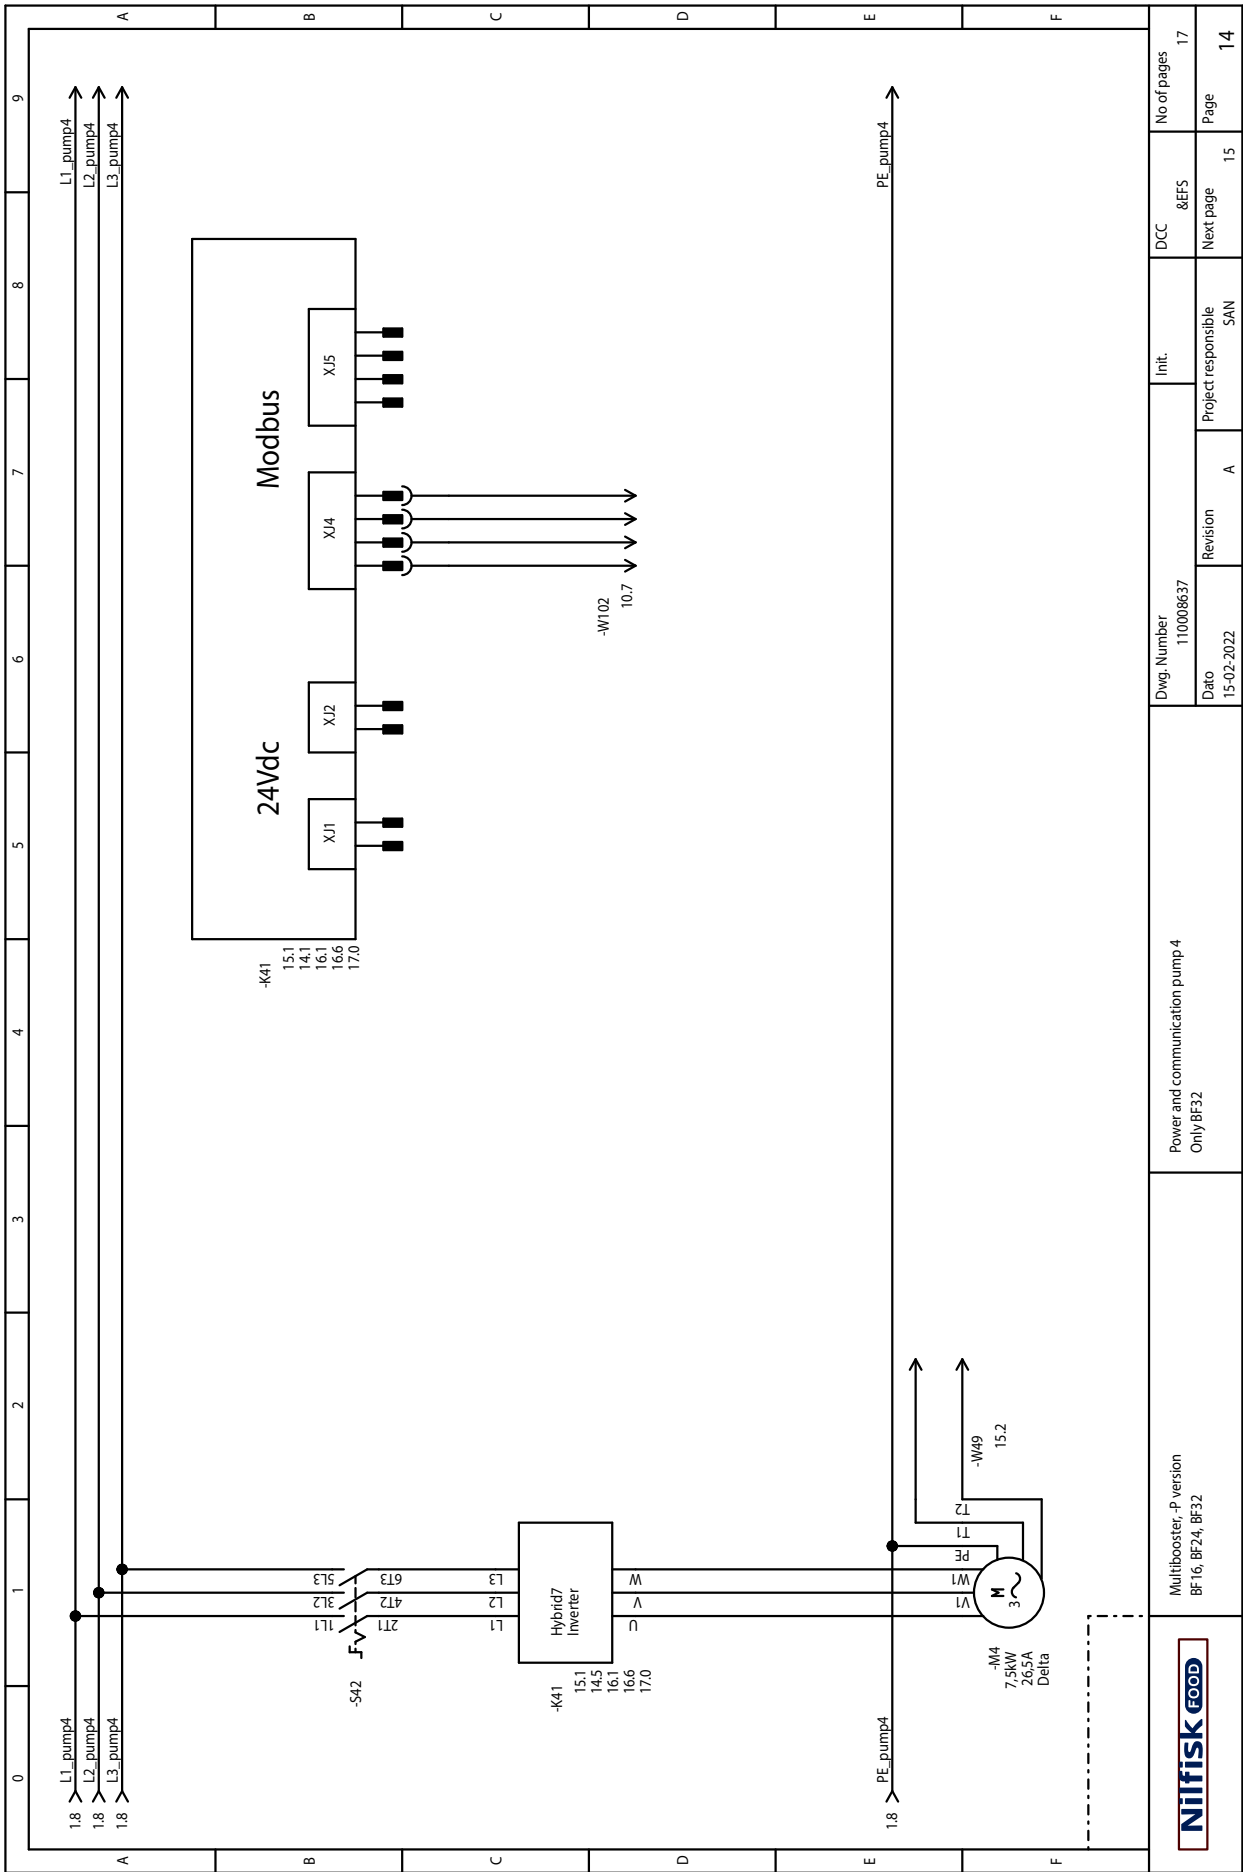 0 1 2 3 4 5 6 7 8 9
A
A
B
B
C
C
D
D
E
E
F
F
1.8 L1_pump4 L1_pump4
1.8 L2_pump4 L2_pump4
1.8 L3_pump4 L3_pump4
-S42
1L1 3L2 5L3
2T1 4T2 6T3
L1 L2 L3
-K41
15.1
14.5
16.1
16.6
17.0
Hybrid7
Inverter
U V W
-K41
15.1
14.1
16.1
16.6
17.0
24Vdc
Modbus
XJ1
XJ2
XJ4
XJ5
-W102
10.7
1.8 PE_pump4 PE_pump4
V1 W1 PE T1 T2
-M4
7,5kW
26,5A
Delta
M
3
-W49
15.2
Nilfisk FOOD
Multibooster, -P version
BF16, BF24, BF32
Power and communication pump 4
Only BF32
Dwg. Number
110008637
Init.
DCC
&EFS
No of pages
17
Dato
15-02-2022
Revision
A
Project responsible
SAN
Next page
15
Page
14